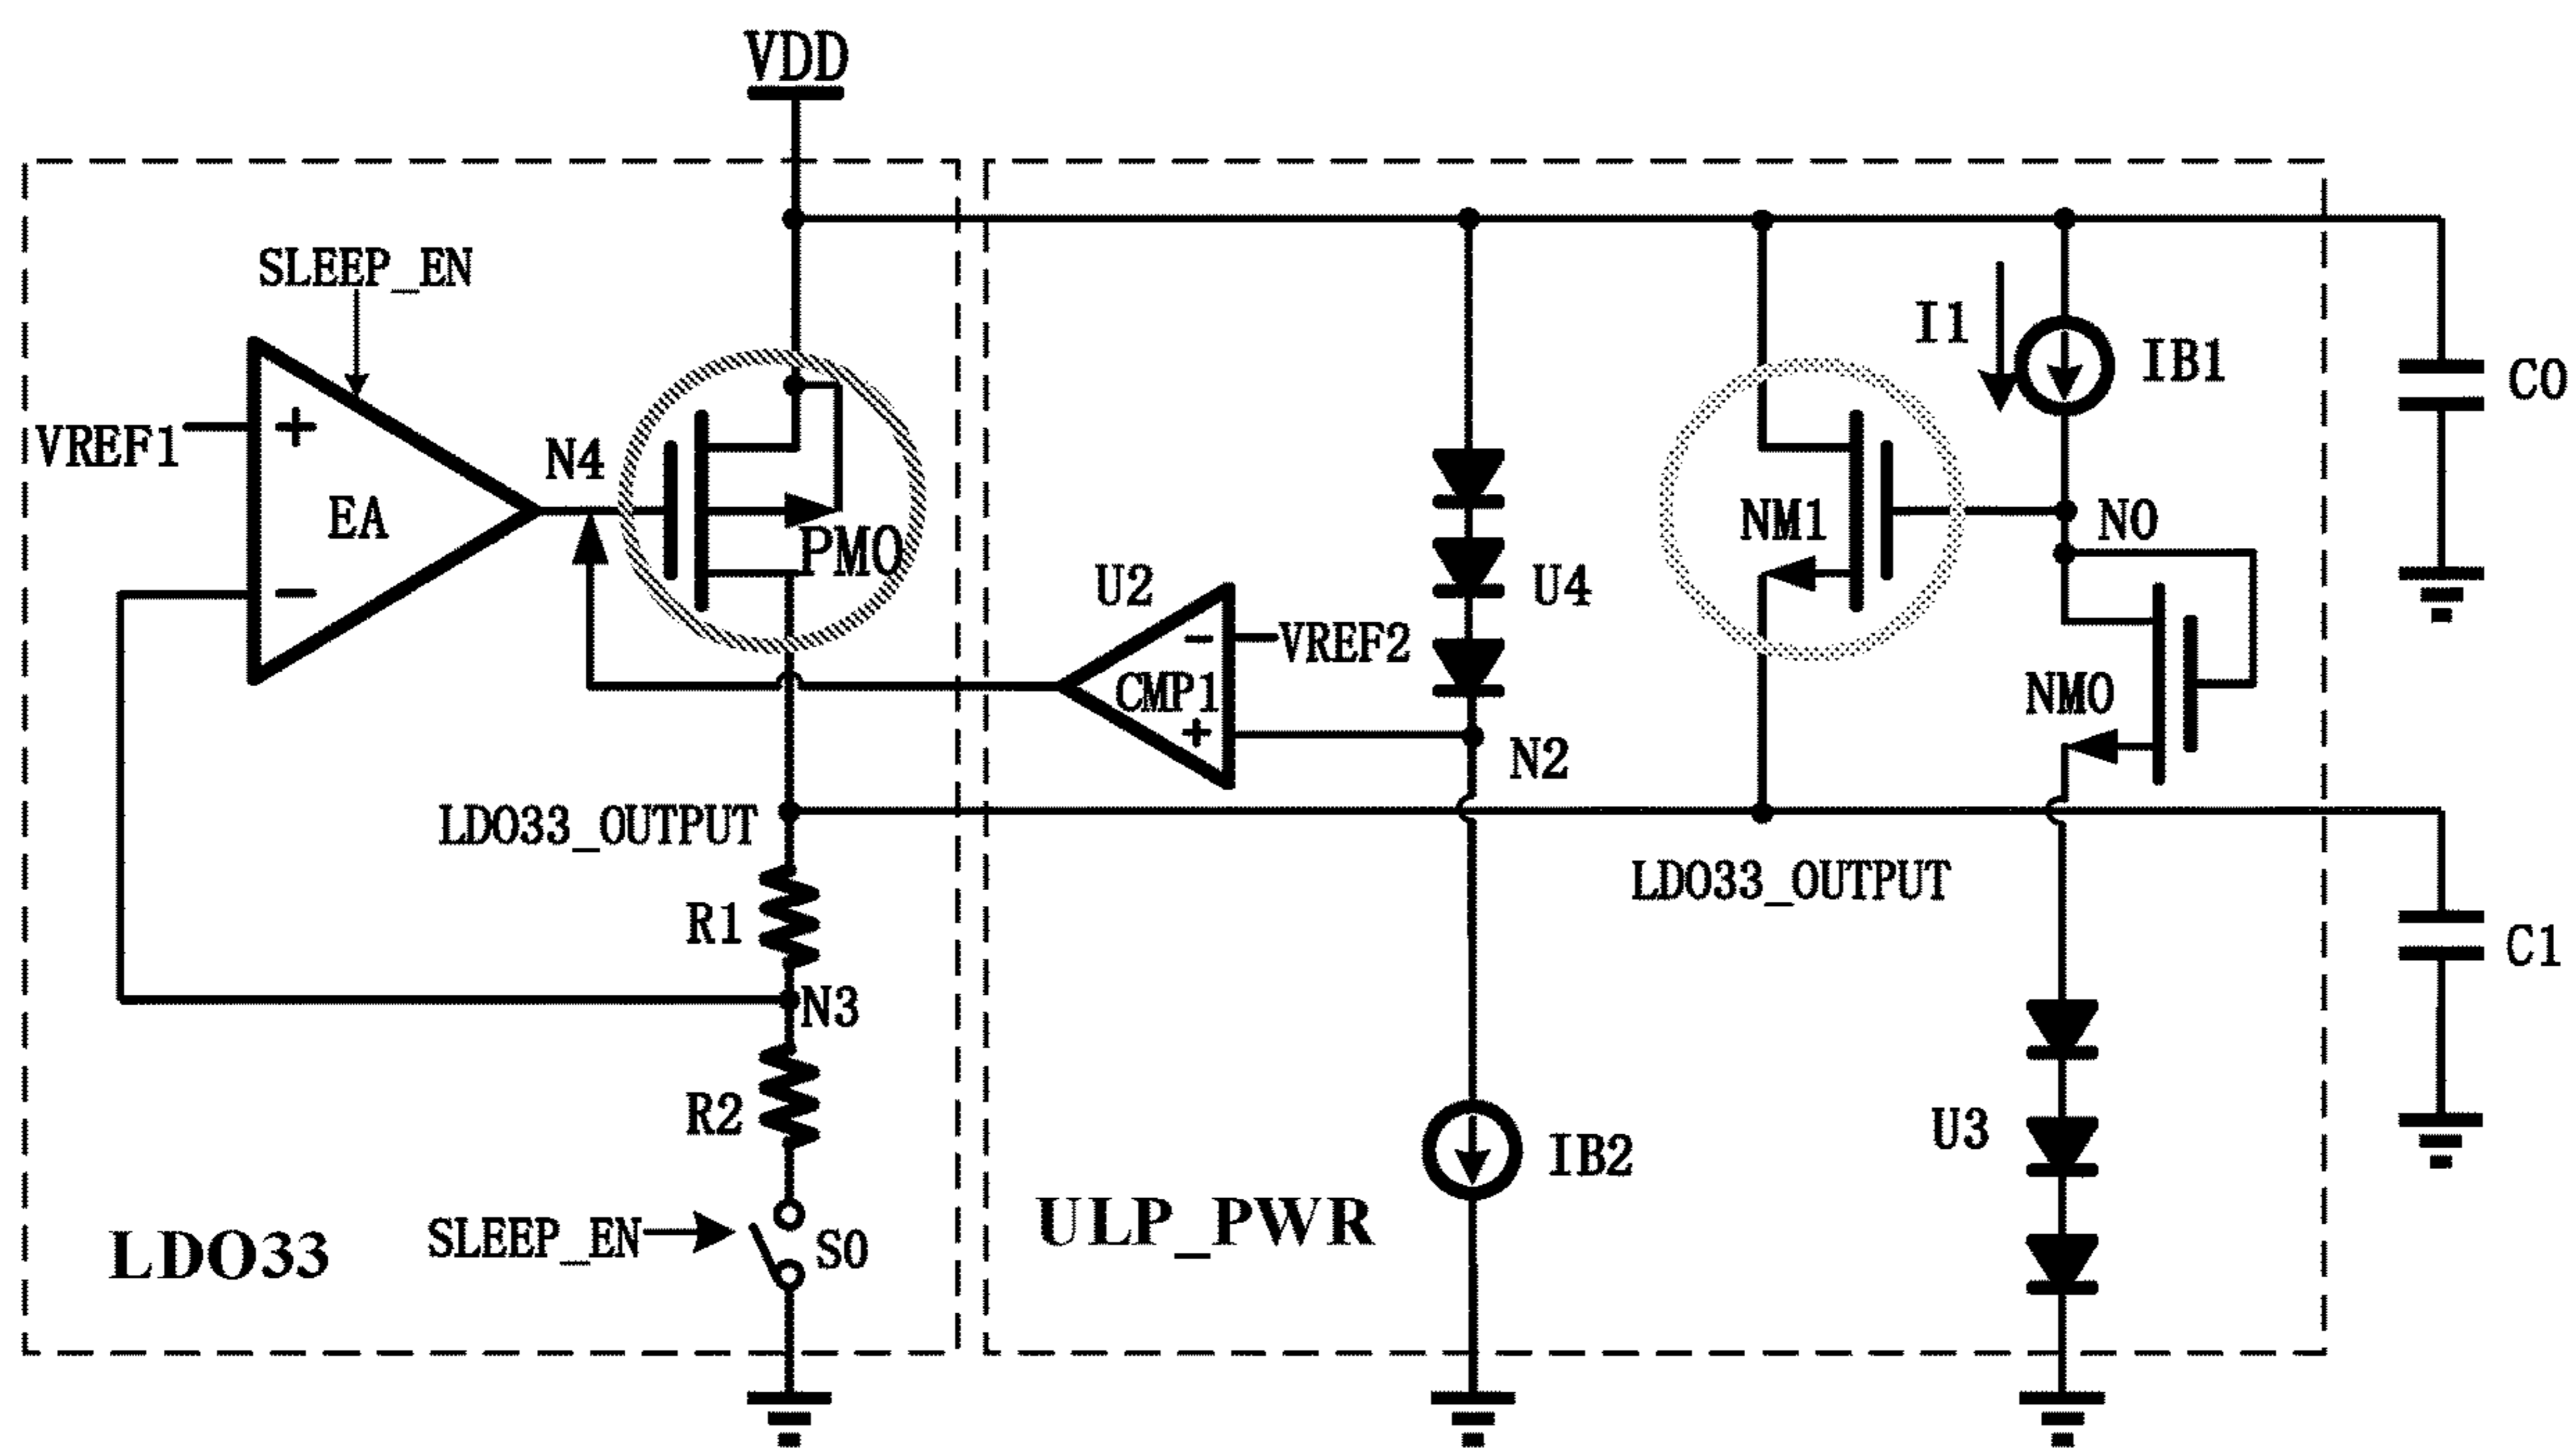 VDD
SLEEP_EN
I1
IB1
C0
VREF1
+
N4
EA
PM0
NM1
N0
U2
U4
−
−
VREF2
CMP1
+
NM0
N2
LDO33_OUTPUT
LDO33_OUTPUT
R1
C1
N3
R2
U3
IB2
ULP_PWR
SLEEP_EN
S0
LDO33